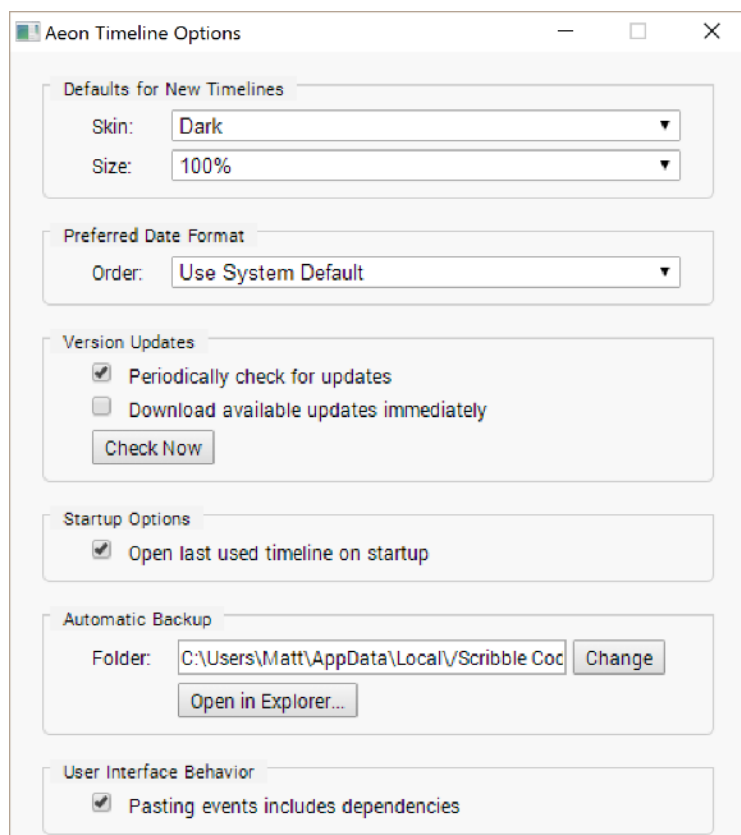 Aeon Timeline Options
Defaults for New Timelines
Skin: Dark
Size: 100%
Preferred Date Format
Order: Use System Default
Version Updates
Periodically check for updates
Download available updates immediately
Check Now
Startup Options
Open last used timeline on startup
Automatic Backup
Folder: C:\Users\Matt\AppData\Local\/Scribble Coc Change
Open in Explorer...
User Interface Behavior
Pasting events includes dependencies